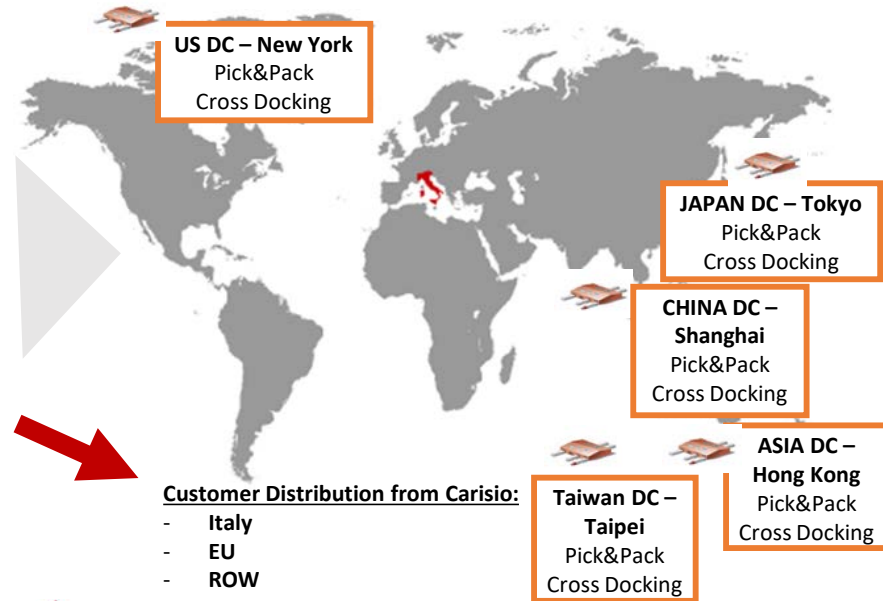 US DC – New York
Pick&Pack
Cross Docking
JAPAN DC – Tokyo
Pick&Pack
Cross Docking
CHINA DC –
Shanghai
Pick&Pack
Cross Docking
ASIA DC –
Hong Kong
Pick&Pack
Cross Docking
Taiwan DC –
Taipei
Pick&Pack
Cross Docking
Customer Distribution from Carisio:
- Italy
- EU
- ROW